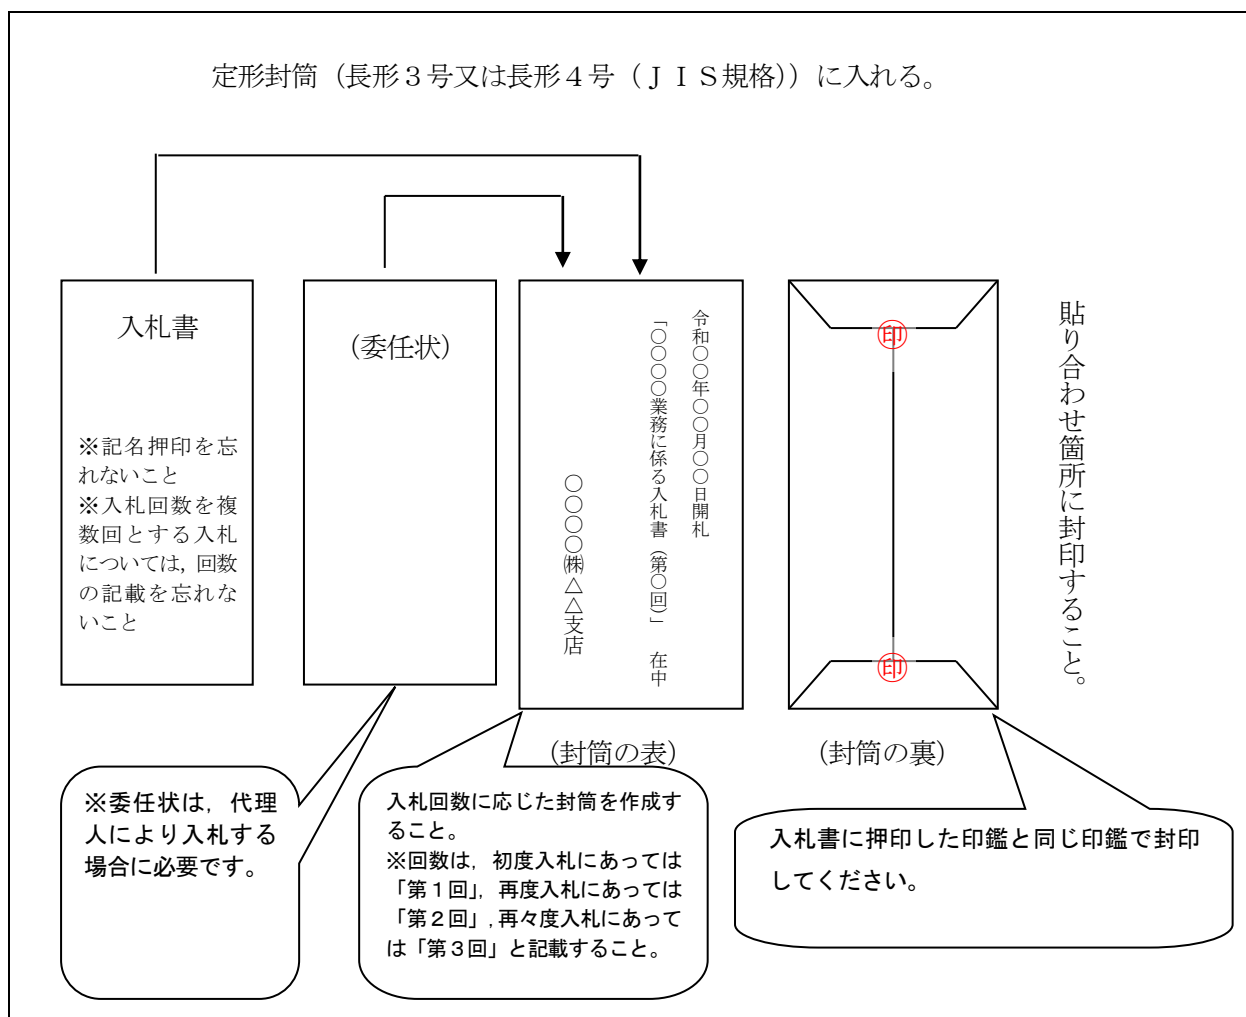 定形封筒（長形３号又は長形４号（ＪＩＳ規格））に入れる。
入札書
※記名押印を忘
れないこと
※入札回数を複
数回とする入札
については，回数
の記載を忘れな
いこと
（委任状）
令和〇〇年〇〇月〇〇日開札
「〇〇〇〇業務に係る入札書（第〇回）」　在中
〇〇〇〇㈱△△支店
印
印
貼り合わせ箇所に封印すること。
（封筒の表）
（封筒の裏）
※委任状は，代理
人により入札する
場合に必要です。
入札回数に応じた封筒を作成す
ること。
※回数は，初度入札にあっては
「第１回」，再度入札にあっては
「第２回」，再々度入札にあって
は「第３回」と記載すること。
入札書に押印した印鑑と同じ印鑑で封印
してください。